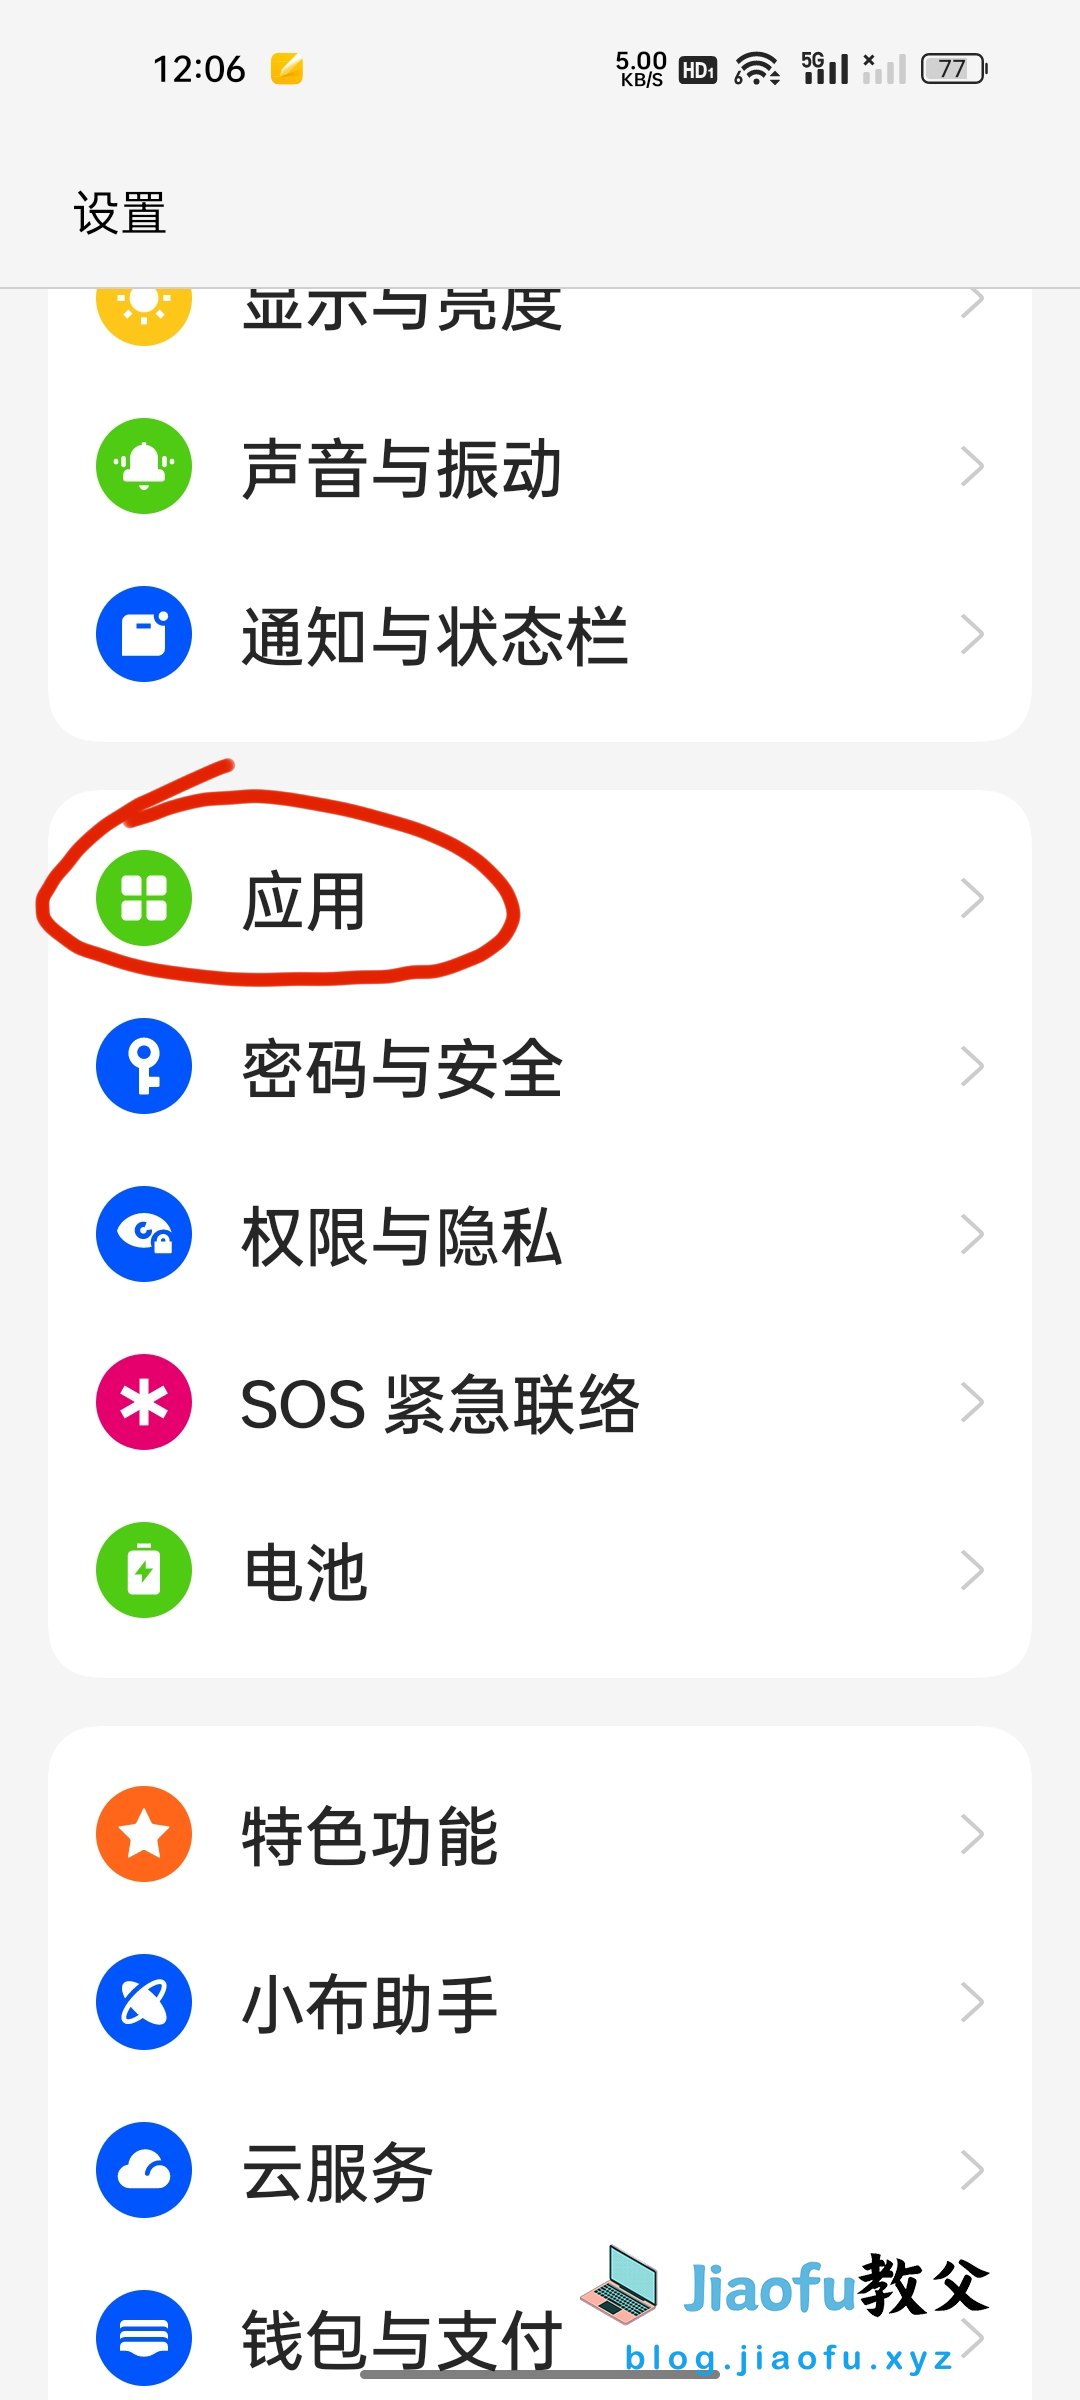 12:06
5.00 KB/S HD1 6 5G 77
设置
显示与亮度
声音与振动
通知与状态栏
应用
密码与安全
权限与隐私
SOS 紧急联络
电池
特色功能
小布助手
云服务
钱包与支付
Jiaofu教父
blog.jiaofu.xyz